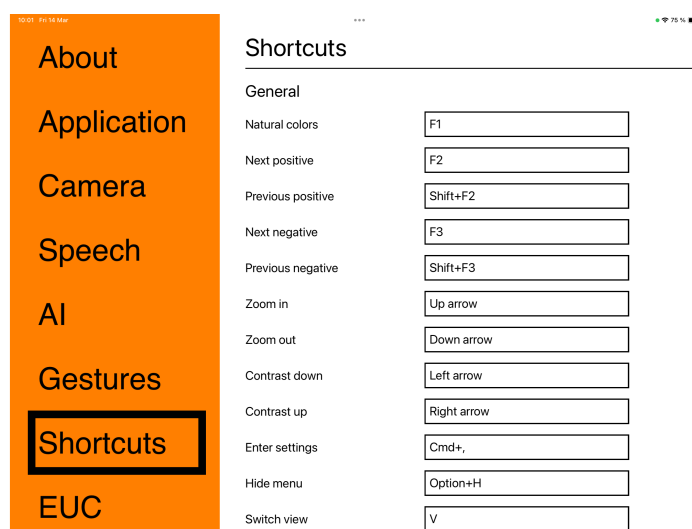 10:01 Fri 14 Mar
75 %
About
Application
Camera
Speech
AI
Gestures
Shortcuts
EUC
Shortcuts
General
Natural colors F1
Next positive F2
Previous positive Shift+F2
Next negative F3
Previous negative Shift+F3
Zoom in Up arrow
Zoom out Down arrow
Contrast down Left arrow
Contrast up Right arrow
Enter settings Cmd+,
Hide menu Option+H
Switch view V